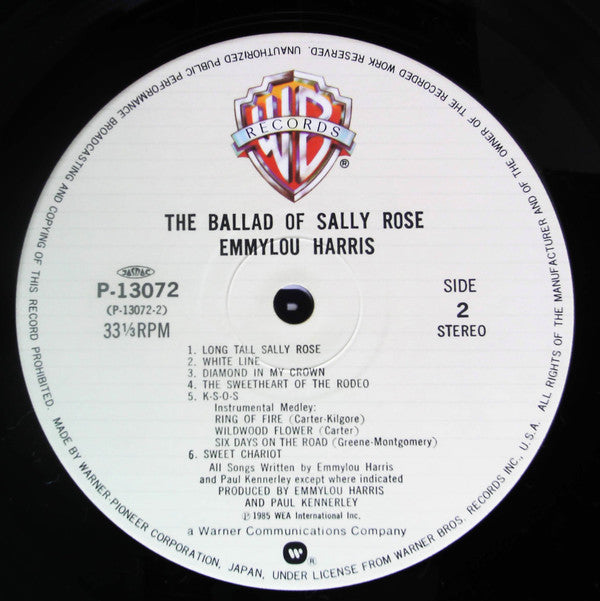 WB
RECORDS
®
THE BALLAD OF SALLY ROSE
EMMYLOU HARRIS
JASRAC
P-13072
(P-13072-2)
33⅓RPM
SIDE
2
STEREO
1. LONG TALL SALLY ROSE
2. WHITE LINE
3. DIAMOND IN MY CROWN
4. THE SWEETHEART OF THE RODEO
5. K-S-O-S
Instrumental Medley:
RING OF FIRE (Carter-Kilgore)
WILDWOOD FLOWER (Carter)
SIX DAYS ON THE ROAD (Greene-Montgomery)
6. SWEET CHARIOT
All Songs Written by Emmylou Harris
and Paul Kennerley except where indicated
PRODUCED BY EMMYLOU HARRIS
AND PAUL KENNERLEY
℗ 1985 WEA International Inc.
a Warner Communications Company
®
MADE BY WARNER-PIONEER CORPORATION, JAPAN, UNDER LICENSE FROM WARNER BROS. RECORDS INC., U.S.A. ALL RIGHTS OF THE MANUFACTURER AND OF THE OWNER OF THE RECORDED WORK RESERVED. UNAUTHORIZED PUBLIC PERFORMANCE BROADCASTING AND COPYING OF THIS RECORD PROHIBITED.